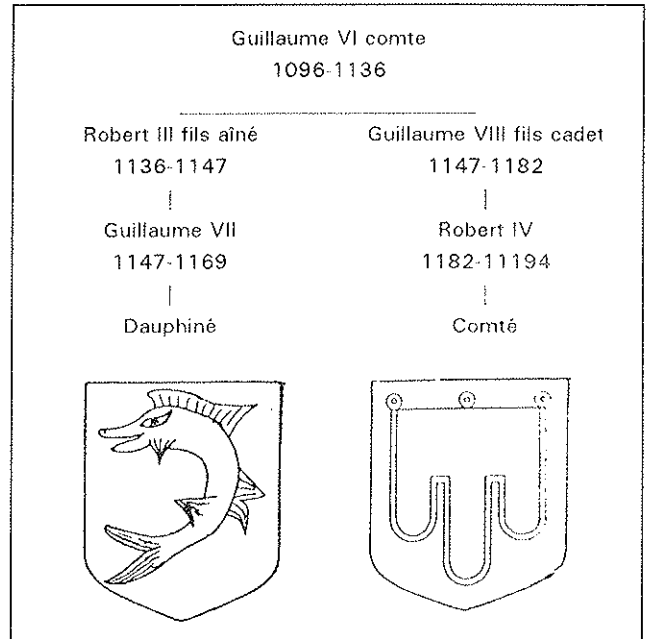 Guillaume VI comte
1096-1136
Robert III fils aîné
1136-1147
Guillaume VII
1147-1169
Dauphiné
Guillaume VIII fils cadet
1147-1182
Robert IV
1182-11194
Comté